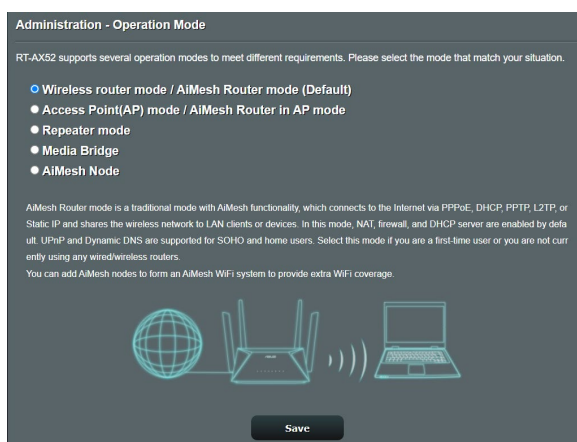 Administration - Operation Mode
RT-AX52 supports several operation modes to meet different requirements. Please select the mode that match your situation.
Wireless router mode / AiMesh Router mode (Default)
Access Point(AP) mode / AiMesh Router in AP mode
Repeater mode
Media Bridge
AiMesh Node
AiMesh Router mode is a traditional mode with AiMesh functionality, which connects to the Internet via PPPoE, DHCP, PPTP, L2TP, or
Static IP and shares the wireless network to LAN clients or devices. In this mode, NAT, firewall, and DHCP server are enabled by defa
ult. UPnP and Dynamic DNS are supported for SOHO and home users. Select this mode if you are a first-time user or you are not curr
ently using any wired/wireless routers.
You can add AiMesh nodes to form an AiMesh WiFi system to provide extra WiFi coverage.
Save